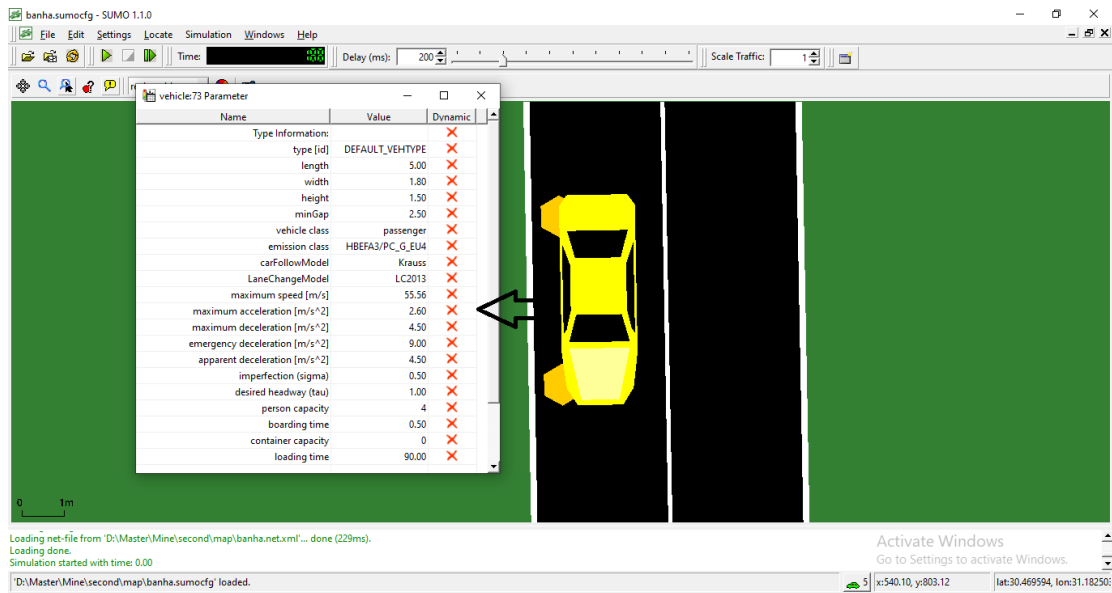 banha.sumocfg - SUMO 1.1.0
File Edit Settings Locate Simulation Windows Help
Time: Delay (ms): 200 Scale Traffic: 1
vehicle:73 Parameter
Name Value Dynamic
Type Information:
type [id] DEFAULT_VEHTYPE
length 5.00
width 1.80
height 1.50
minGap 2.50
vehicle class passenger
emission class HBEFA3/PC_G_EU4
carFollowModel Krauss
LaneChangeModel LC2013
maximum speed [m/s] 55.56
maximum acceleration [m/s^2] 2.60
maximum deceleration [m/s^2] 4.50
emergency deceleration [m/s^2] 9.00
apparent deceleration [m/s^2] 4.50
imperfection (sigma) 0.50
desired headway (tau) 1.00
person capacity 4
boarding time 0.50
container capacity 0
loading time 90.00
0 1m
Loading net-file from 'D:\Master\Mine\second\map\banha.net.xml'... done (229ms).
Loading done.
Simulation started with time: 0.00
Activate Windows
Go to Settings to activate Windows.
'D:\Master\Mine\second\map\banha.sumocfg' loaded. 5 x:540.10, y:803.12 lat:30.469594, lon:31.182503